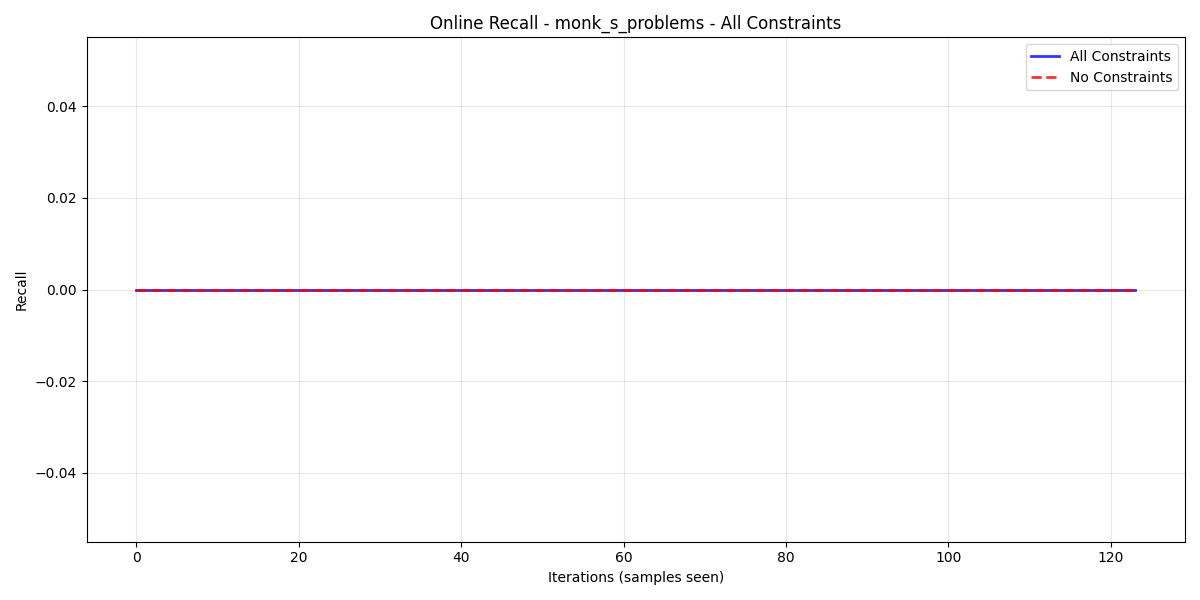 Online Recall - monk_s_problems - All Constraints
All Constraints
No Constraints
0.04
0.02
0.00
−0.02
−0.04
Recall
0
20
40
60
80
100
120
Iterations (samples seen)